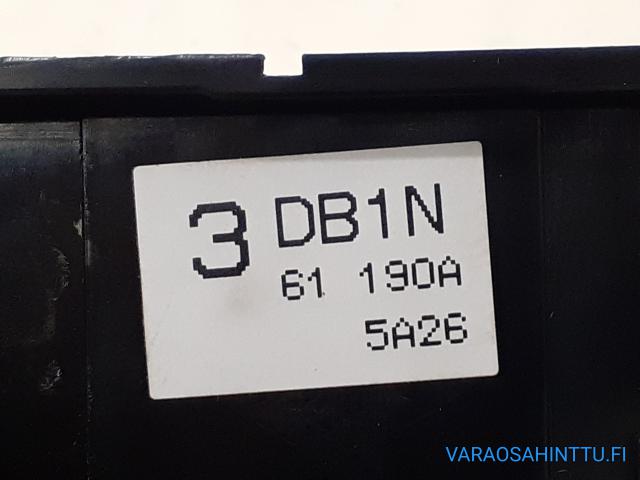 3 DB1N
61 190A
5A26
VARAOSAHINTTU.FI